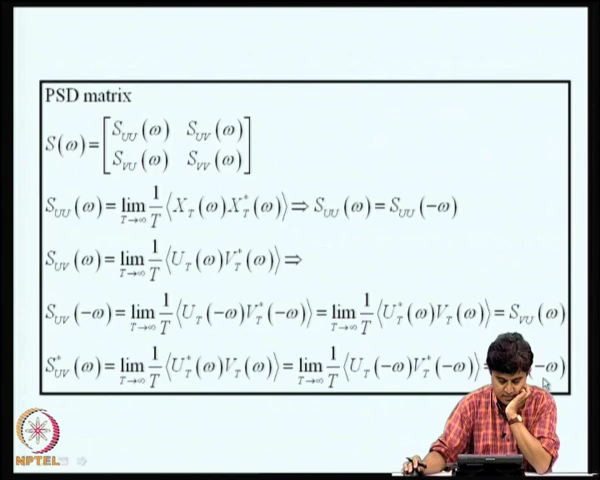 PSD matrix
S(ω) = [ S_UU(ω) S_UV(ω)
S_VU(ω) S_VV(ω) ]
S_UU(ω) = lim_{T→∞} 1/T ⟨X_T(ω)X_T^*(ω)⟩ ⇒ S_UU(ω) = S_UU(−ω)
S_UV(ω) = lim_{T→∞} 1/T ⟨U_T(ω)V_T^*(ω)⟩ ⇒
S_UV(−ω) = lim_{T→∞} 1/T ⟨U_T(−ω)V_T^*(−ω)⟩ = lim_{T→∞} 1/T ⟨U_T^*(ω)V_T(ω)⟩ = S_VU(ω)
S_UV^*(ω) = lim_{T→∞} 1/T ⟨U_T^*(ω)V_T(ω)⟩ = lim_{T→∞} 1/T ⟨U_T(−ω)V_T^*(−ω)⟩ (−ω)
NPTEL